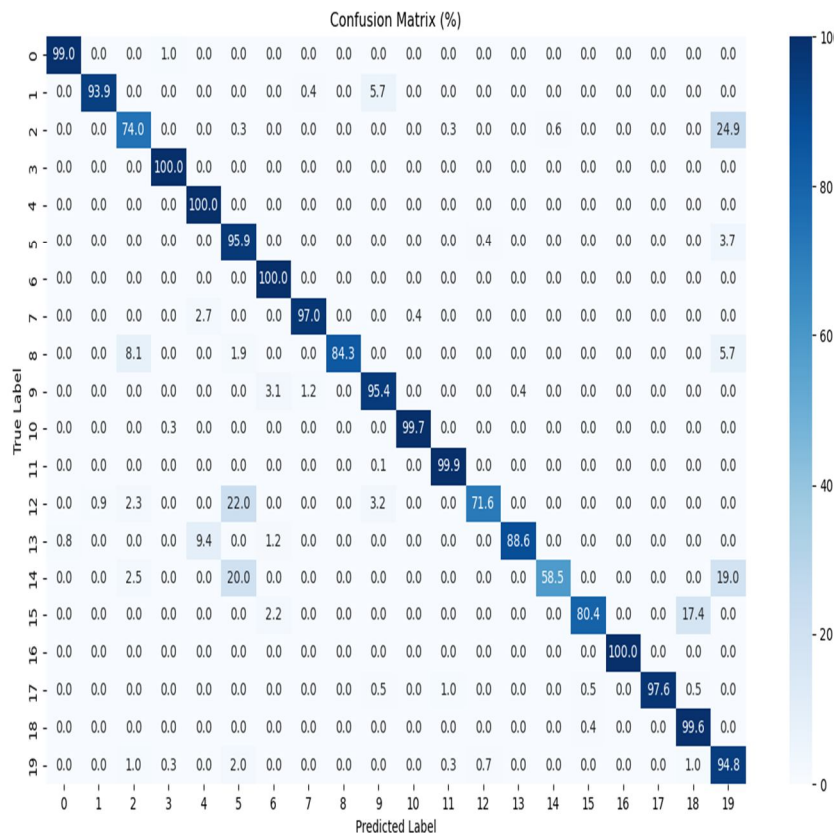 Confusion Matrix (%)
0 99.0 0.0 0.0 1.0 0.0 0.0 0.0 0.0 0.0 0.0 0.0 0.0 0.0 0.0 0.0 0.0 0.0 0.0 0.0 0.0
1 0.0 93.9 0.0 0.0 0.0 0.0 0.0 0.4 0.0 5.7 0.0 0.0 0.0 0.0 0.0 0.0 0.0 0.0 0.0 0.0
2 0.0 0.0 74.0 0.0 0.0 0.3 0.0 0.0 0.0 0.0 0.0 0.3 0.0 0.0 0.6 0.0 0.0 0.0 0.0 24.9
3 0.0 0.0 0.0 100.0 0.0 0.0 0.0 0.0 0.0 0.0 0.0 0.0 0.0 0.0 0.0 0.0 0.0 0.0 0.0 0.0
4 0.0 0.0 0.0 0.0 100.0 0.0 0.0 0.0 0.0 0.0 0.0 0.0 0.0 0.0 0.0 0.0 0.0 0.0 0.0 0.0
5 0.0 0.0 0.0 0.0 0.0 95.9 0.0 0.0 0.0 0.0 0.0 0.0 0.4 0.0 0.0 0.0 0.0 0.0 0.0 3.7
6 0.0 0.0 0.0 0.0 0.0 0.0 100.0 0.0 0.0 0.0 0.0 0.0 0.0 0.0 0.0 0.0 0.0 0.0 0.0 0.0
7 0.0 0.0 0.0 0.0 2.7 0.0 0.0 97.0 0.0 0.0 0.4 0.0 0.0 0.0 0.0 0.0 0.0 0.0 0.0 0.0
8 0.0 0.0 8.1 0.0 0.0 1.9 0.0 0.0 84.3 0.0 0.0 0.0 0.0 0.0 0.0 0.0 0.0 0.0 0.0 5.7
9 0.0 0.0 0.0 0.0 0.0 0.0 3.1 1.2 0.0 95.4 0.0 0.0 0.0 0.4 0.0 0.0 0.0 0.0 0.0 0.0
10 0.0 0.0 0.0 0.3 0.0 0.0 0.0 0.0 0.0 0.0 99.7 0.0 0.0 0.0 0.0 0.0 0.0 0.0 0.0 0.0
11 0.0 0.0 0.0 0.0 0.0 0.0 0.0 0.0 0.0 0.1 0.0 99.9 0.0 0.0 0.0 0.0 0.0 0.0 0.0 0.0
12 0.0 0.9 2.3 0.0 0.0 22.0 0.0 0.0 0.0 3.2 0.0 0.0 71.6 0.0 0.0 0.0 0.0 0.0 0.0 0.0
13 0.8 0.0 0.0 0.0 9.4 0.0 1.2 0.0 0.0 0.0 0.0 0.0 0.0 88.6 0.0 0.0 0.0 0.0 0.0 0.0
14 0.0 0.0 2.5 0.0 0.0 20.0 0.0 0.0 0.0 0.0 0.0 0.0 0.0 0.0 58.5 0.0 0.0 0.0 0.0 19.0
15 0.0 0.0 0.0 0.0 0.0 0.0 2.2 0.0 0.0 0.0 0.0 0.0 0.0 0.0 0.0 80.4 0.0 0.0 17.4 0.0
16 0.0 0.0 0.0 0.0 0.0 0.0 0.0 0.0 0.0 0.0 0.0 0.0 0.0 0.0 0.0 0.0 100.0 0.0 0.0 0.0
17 0.0 0.0 0.0 0.0 0.0 0.0 0.0 0.0 0.0 0.5 0.0 1.0 0.0 0.0 0.0 0.5 0.0 97.6 0.5 0.0
18 0.0 0.0 0.0 0.0 0.0 0.0 0.0 0.0 0.0 0.0 0.0 0.0 0.0 0.0 0.0 0.4 0.0 0.0 99.6 0.0
19 0.0 0.0 1.0 0.3 0.0 2.0 0.0 0.0 0.0 0.0 0.0 0.3 0.7 0.0 0.0 0.0 0.0 0.0 1.0 94.8
0 1 2 3 4 5 6 7 8 9 10 11 12 13 14 15 16 17 18 19
True Label
Predicted Label
80
60
40
20
0